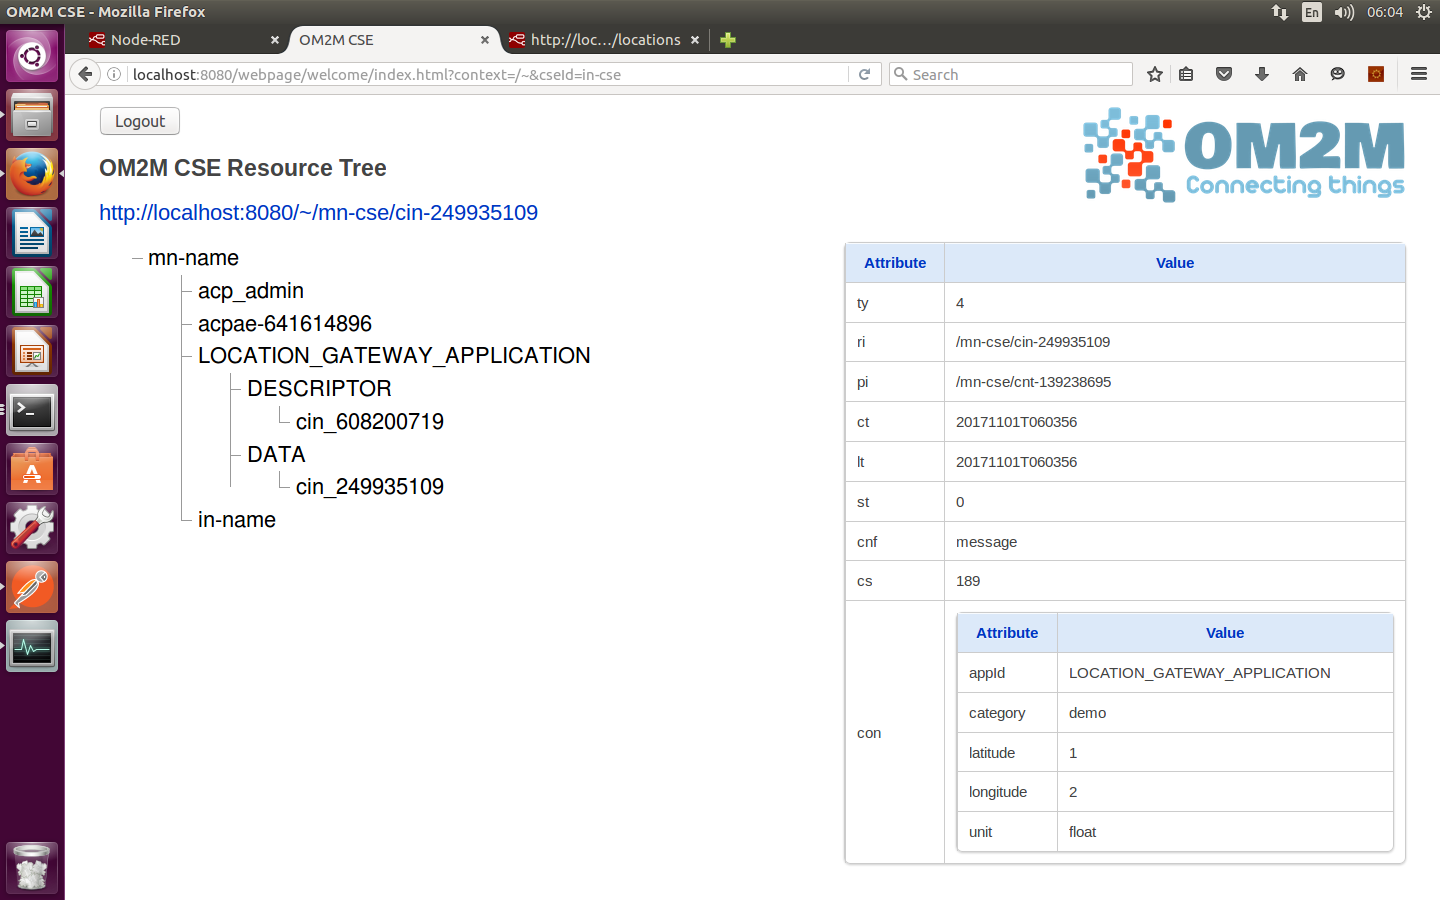 OM2M CSE - Mozilla Firefox
En
06:04
Node-RED
OM2M CSE
http://loc.../locations
localhost:8080/webpage/welcome/index.html?context=/~&cseId=in-cse
Search
Logout
OM2M
Connecting things
OM2M CSE Resource Tree
http://localhost:8080/~/mn-cse/cin-249935109
mn-name
acp_admin
acpae-641614896
LOCATION_GATEWAY_APPLICATION
DESCRIPTOR
cin_608200719
DATA
cin_249935109
in-name
Attribute Value
ty 4
ri /mn-cse/cin-249935109
pi /mn-cse/cnt-139238695
ct 20171101T060356
lt 20171101T060356
st 0
cnf message
cs 189
con
Attribute Value
appId LOCATION_GATEWAY_APPLICATION
category demo
latitude 1
longitude 2
unit float